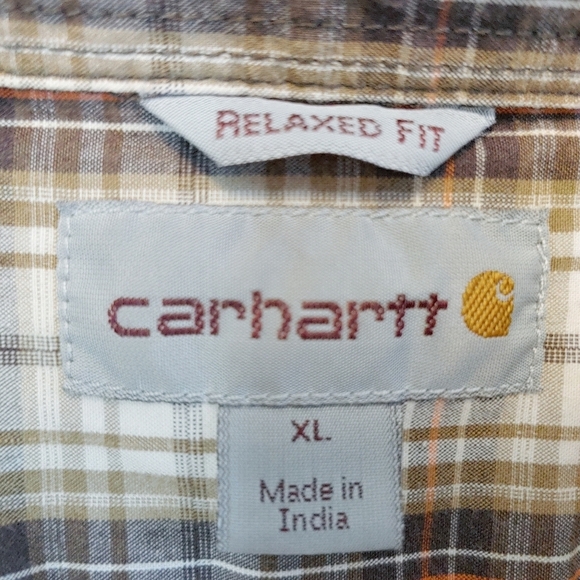 RELAXED FIT
carhartt
XL
Made in
India